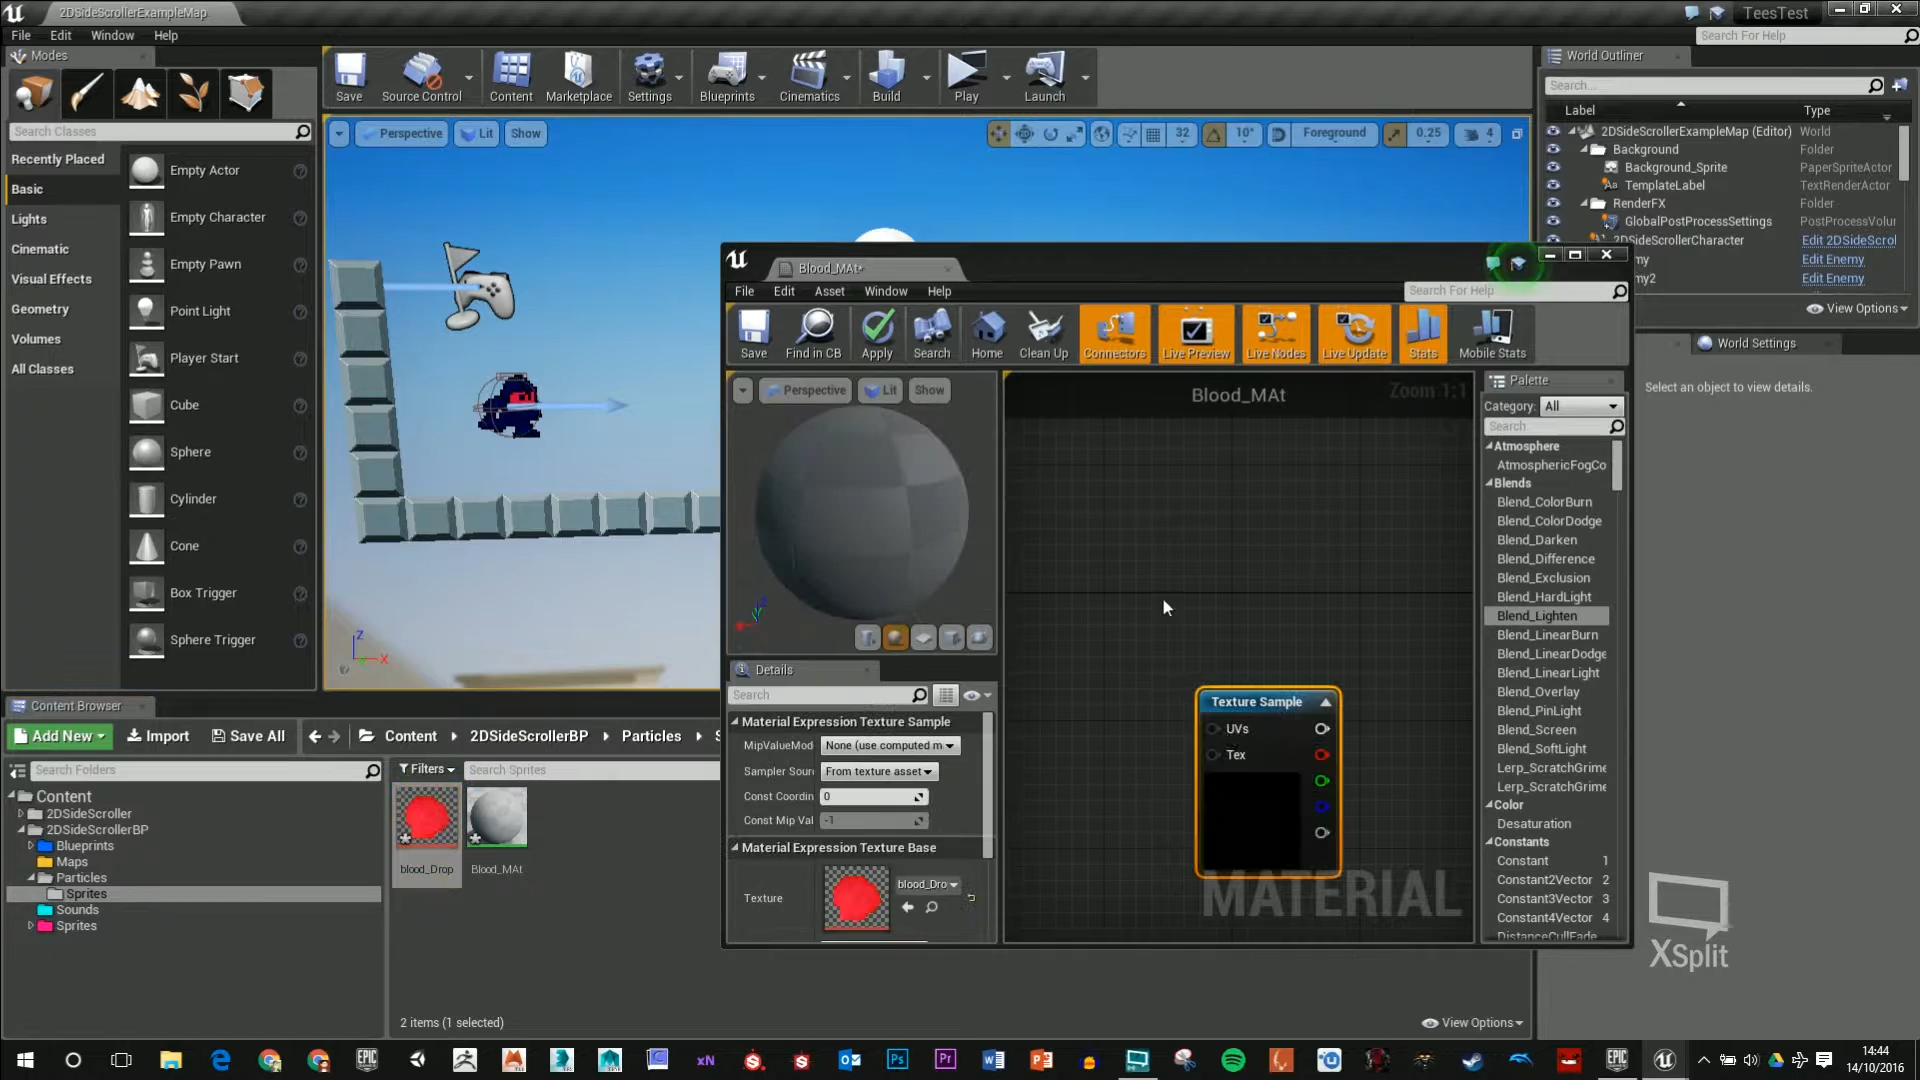 2DSideScrollerExampleMap
TeesTest
File Edit Window Help
Search For Help
Modes
Search Classes
Recently Placed
Basic
Lights
Cinematic
Visual Effects
Geometry
Volumes
All Classes
Empty Actor
Empty Character
Empty Pawn
Point Light
Player Start
Cube
Sphere
Cylinder
Cone
Box Trigger
Sphere Trigger
Save Source Control Content Marketplace Settings Blueprints Cinematics Build Play Launch
Perspective Lit Show
32 10° Foreground 0.25 4
Z
X
World Outliner
Search...
Label Type
2DSideScrollerExampleMap (Editor) World
Background Folder
Background_Sprite PaperSpriteActor
TemplateLabel TextRenderActor
RenderFX Folder
GlobalPostProcessSettings PostProcessVolu
2DSideScrollerCharacter Edit 2DSideScrol
my Edit Enemy
my2 Edit Enemy
View Options
World Settings
Select an object to view details.
Blood_MAt*
File Edit Asset Window Help
Search For Help
Save Find in CB Apply Search Home Clean Up Connectors Live Preview Live Nodes Live Update Stats Mobile Stats
Perspective Lit Show
Details
Search
Material Expression Texture Sample
MipValueMod None (use computed m
Sampler Sour From texture asset
Const Coordin 0
Const Mip Val -1
Material Expression Texture Base
Texture blood_Dro
Blood_MAt
Zoom 1:1
Texture Sample
UVs
Tex
MATERIAL
Palette
Category: All
Search
Atmosphere
AtmosphericFogCo
Blends
Blend_ColorBurn
Blend_ColorDodge
Blend_Darken
Blend_Difference
Blend_Exclusion
Blend_HardLight
Blend_Lighten
Blend_LinearBurn
Blend_LinearDodge
Blend_LinearLight
Blend_Overlay
Blend_PinLight
Blend_Screen
Blend_SoftLight
Lerp_ScratchGrime
Lerp_ScratchGrime
Color
Desaturation
Constants
Constant 1
Constant2Vector 2
Constant3Vector 3
Constant4Vector 4
DistanceCullFade
Content Browser
Add New Import Save All Content 2DSideScrollerBP Particles S
Search Folders
Filters Search Sprites
Content
2DSideScroller
2DSideScrollerBP
Blueprints
Maps
Particles
Sprites
Sounds
Sprites
blood_Drop Blood_MAt
2 items (1 selected)
View Options
XSplit
14:44
14/10/2016